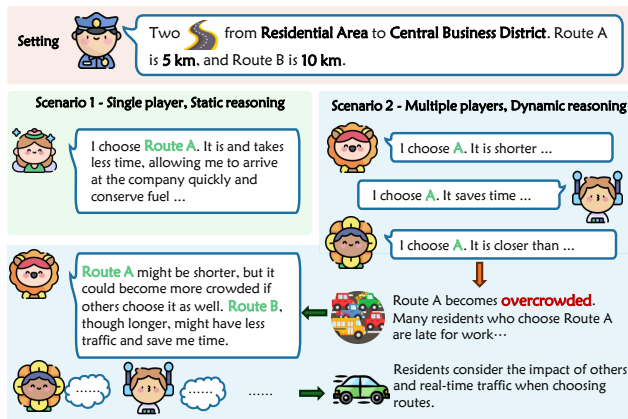 Setting
Two from Residential Area to Central Business District. Route A
is 5 km, and Route B is 10 km.
Scenario 1 - Single player, Static reasoning
I choose Route A. It is and takes
less time, allowing me to arrive
at the company quickly and
conserve fuel ...
Scenario 2 - Multiple players, Dynamic reasoning
I choose A. It is shorter ...
I choose A. It saves time ...
I choose A. It is closer than ...
Route A becomes overcrowded.
Many residents who choose Route A
are late for work...
Route A might be shorter, but it
could become more crowded if
others choose it as well. Route B,
though longer, might have less
traffic and save me time.
......
......
......
Residents consider the impact of others
and real-time traffic when choosing
routes.